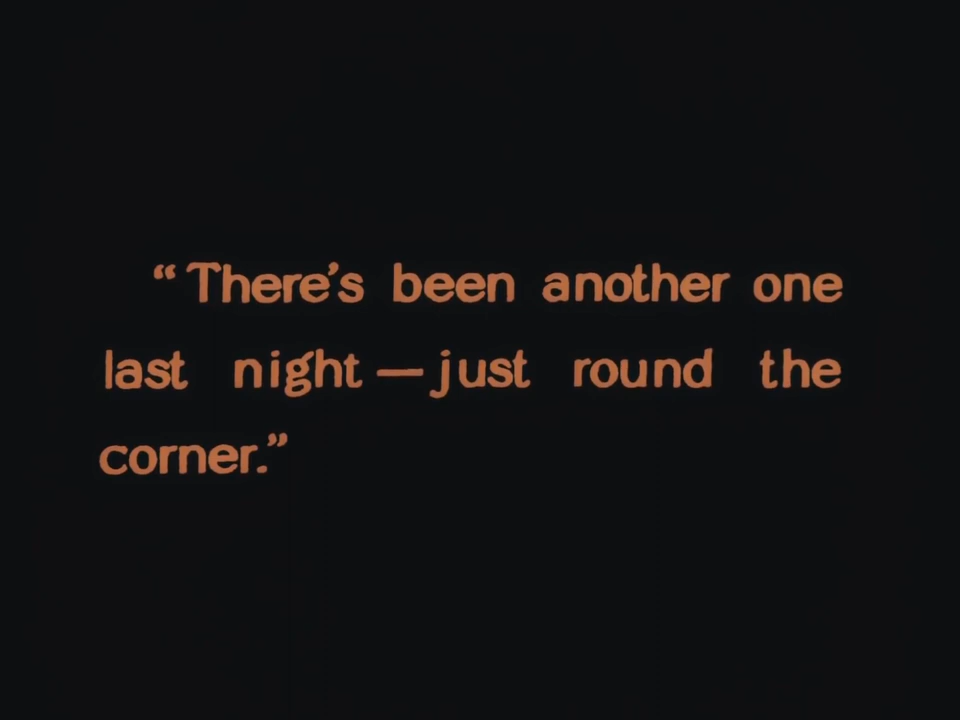 “There’s been another one
last night—just round the
corner.”